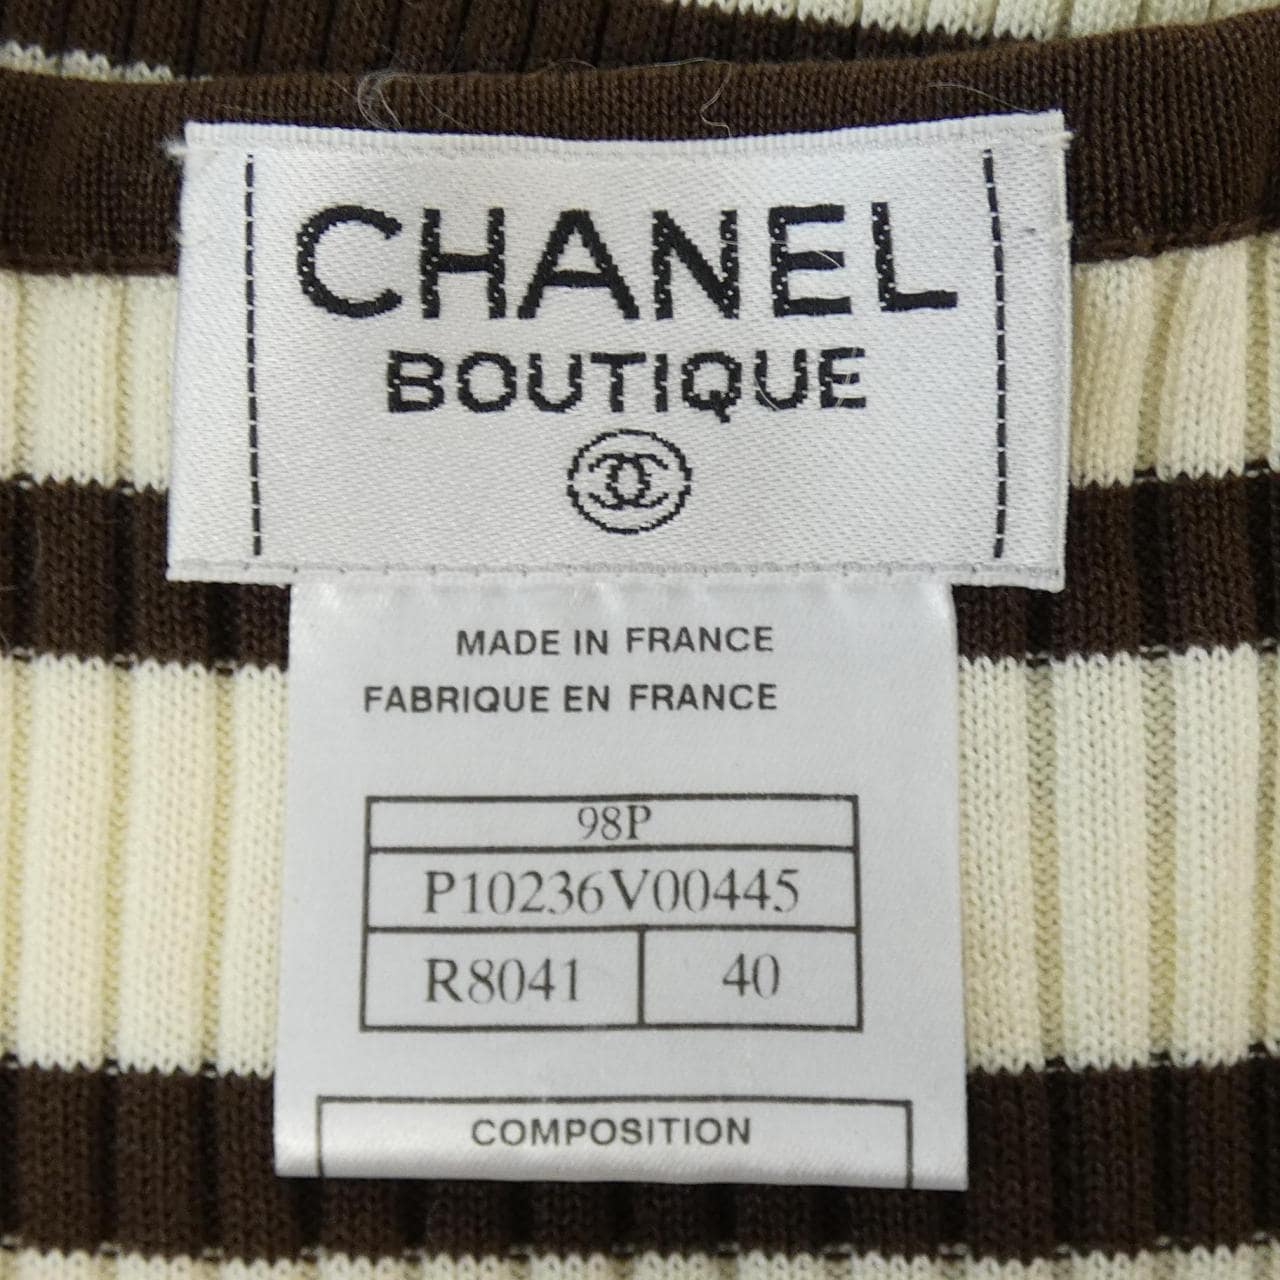 CHANEL
BOUTIQUE
MADE IN FRANCE
FABRIQUE EN FRANCE
98P
P10236V00445
R8041 40
COMPOSITION